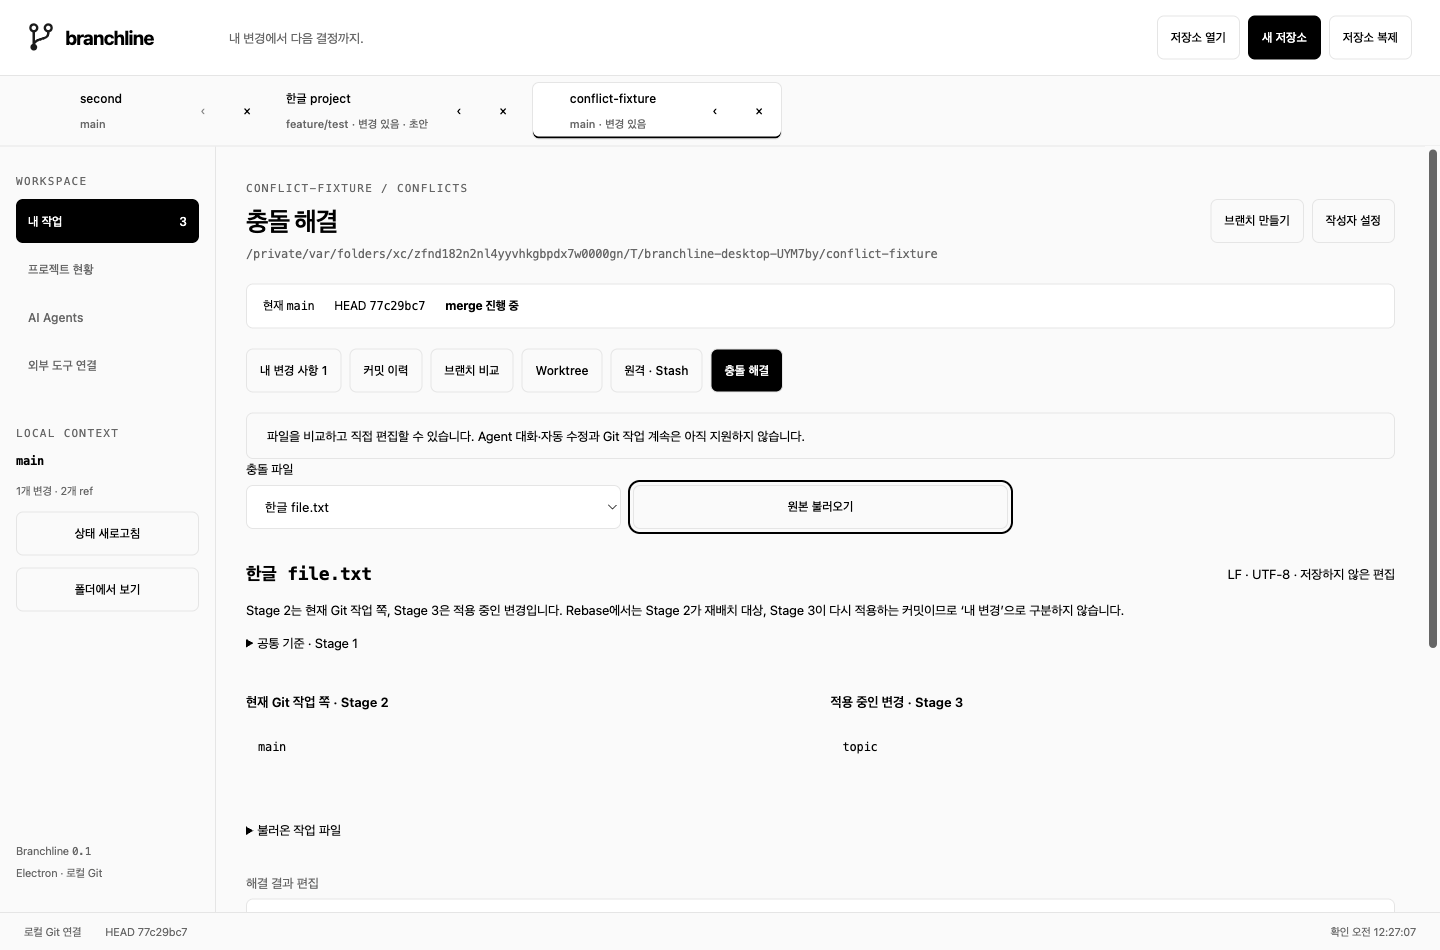 branchline
내 변경에서 다음 결정까지.
저장소 열기
새 저장소
저장소 복제
second
main
‹
×
한글 project
feature/test · 변경 있음 · 초안
‹
×
conflict-fixture
main · 변경 있음
‹
×
WORKSPACE
내 작업 3
프로젝트 현황
AI Agents
외부 도구 연결
LOCAL CONTEXT
main
1개 변경 · 2개 ref
상태 새로고침
폴더에서 보기
Branchline 0.1
Electron · 로컬 Git
CONFLICT-FIXTURE / CONFLICTS
충돌 해결
/private/var/folders/xc/zfnd182n2nl4yyvhkgbpdx7w0000gn/T/branchline-desktop-UYM7by/conflict-fixture
브랜치 만들기
작성자 설정
현재 main HEAD 77c29bc7 merge 진행 중
내 변경 사항 1
커밋 이력
브랜치 비교
Worktree
원격 · Stash
충돌 해결
파일을 비교하고 직접 편집할 수 있습니다. Agent 대화·자동 수정과 Git 작업 계속은 아직 지원하지 않습니다.
충돌 파일
한글 file.txt
원본 불러오기
한글 file.txt
LF · UTF-8 · 저장하지 않은 편집
Stage 2는 현재 Git 작업 쪽, Stage 3은 적용 중인 변경입니다. Rebase에서는 Stage 2가 재배치 대상, Stage 3이 다시 적용하는 커밋이므로 ‘내 변경’으로 구분하지 않습니다.
▶ 공통 기준 · Stage 1
현재 Git 작업 쪽 · Stage 2
main
적용 중인 변경 · Stage 3
topic
▶ 불러온 작업 파일
해결 결과 편집
로컬 Git 연결
HEAD 77c29bc7
확인 오전 12:27:07